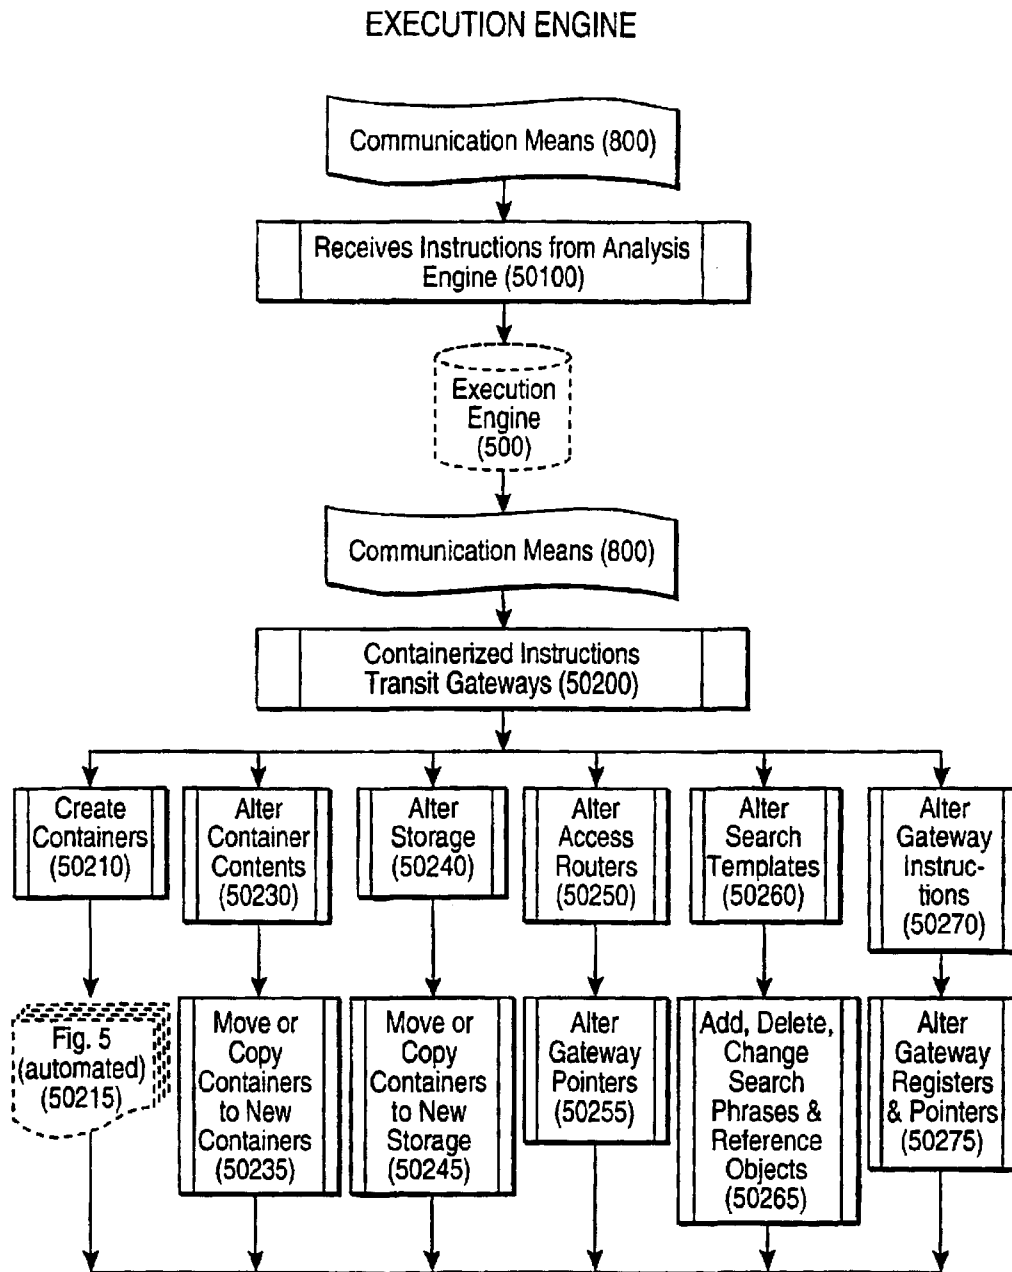 EXECUTION ENGINE
Communication Means (800)
Receives Instructions from Analysis
Engine (50100)
Execution
Engine
(500)
Communication Means (800)
Containerized Instructions
Transit Gateways (50200)
Create
Containers
(50210)
Alter
Container
Contents
(50230)
Alter
Storage
(50240)
Alter
Access
Routers
(50250)
Alter
Search
Templates
(50260)
Alter
Gateway
Instruc-
tions
(50270)
Fig. 5
(automated)
(50215)
Move or
Copy
Containers
to New
Containers
(50235)
Move or
Copy
Containers
to New
Storage
(50245)
Alter
Gateway
Pointers
(50255)
Add, Delete,
Change
Search
Phrases &
Reference
Objects
(50265)
Alter
Gateway
Registers
& Pointers
(50275)